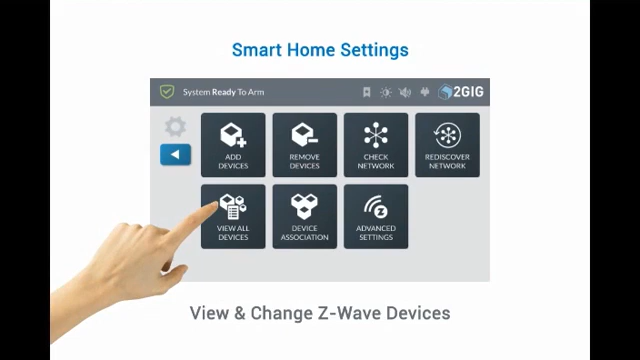 Smart Home Settings
System Ready To Arm
2GIG
ADD
DEVICES
REMOVE
DEVICES
CHECK
NETWORK
REDISCOVER
NETWORK
VIEW ALL
DEVICES
DEVICE
ASSOCIATION
ADVANCED
SETTINGS
View & Change Z-Wave Devices